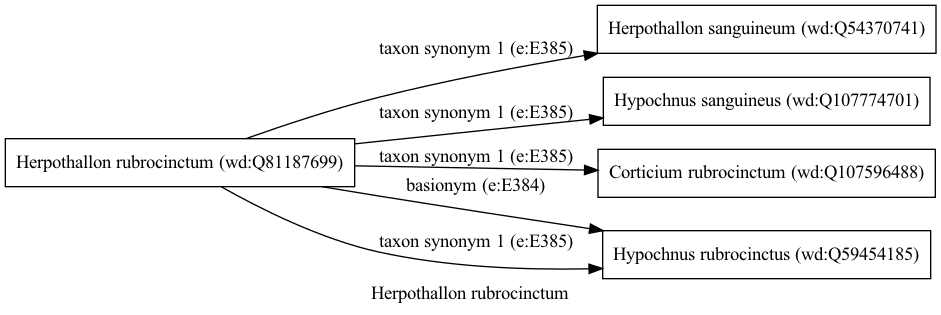 Herpothallon sanguineum (wd:Q54370741)
taxon synonym 1 (e:E385)
Hypochnus sanguineus (wd:Q107774701)
taxon synonym 1 (e:E385)
Herpothallon rubrocinctum (wd:Q81187699)
taxon synonym 1 (e:E385)
Corticium rubrocinctum (wd:Q107596488)
basionym (e:E384)
taxon synonym 1 (e:E385)
Hypochnus rubrocinctus (wd:Q59454185)
Herpothallon rubrocinctum